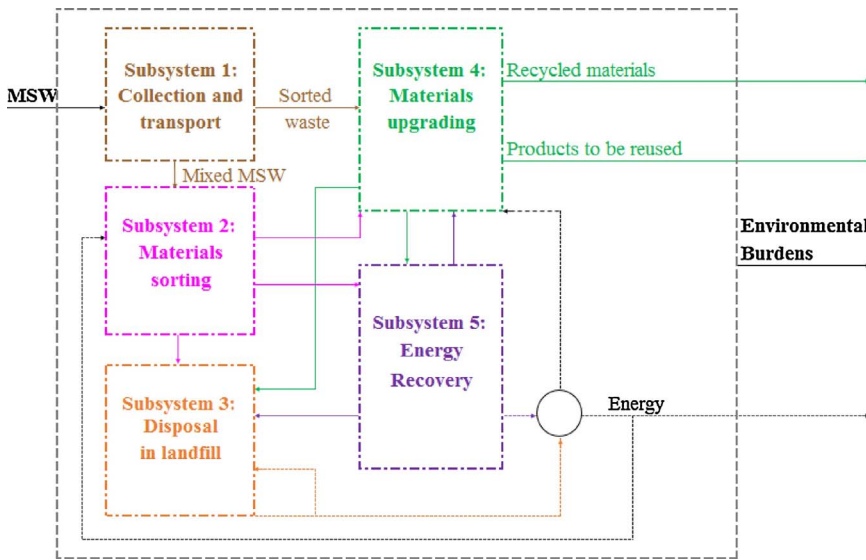 MSW
Subsystem 1:
Collection and
transport
Sorted
waste
Subsystem 4:
Materials
upgrading
Recycled materials
Products to be reused
Mixed MSW
Subsystem 2:
Materials
sorting
Environmental
Burdens
Subsystem 5:
Energy
Recovery
Subsystem 3:
Disposal
in landfill
Energy